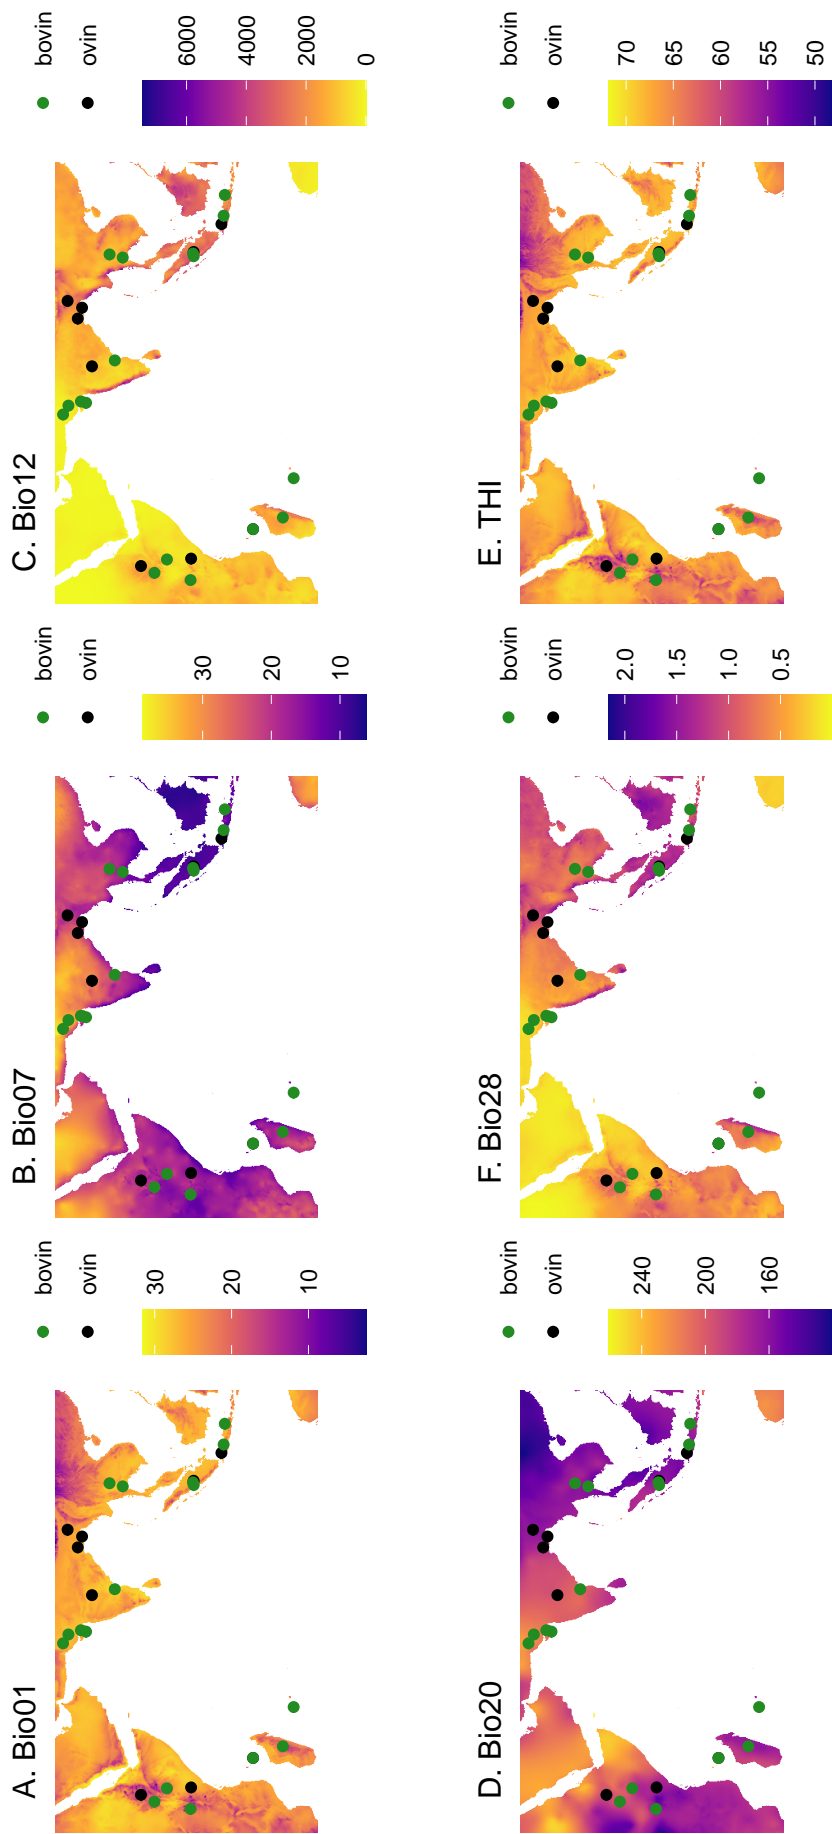 A. Bio01
bovin
ovin
30
20
10
B. Bio07
bovin
ovin
30
20
10
C. Bio12
bovin
ovin
6000
4000
2000
0
D. Bio20
bovin
ovin
240
200
160
F. Bio28
bovin
ovin
2.0
1.5
1.0
0.5
E. THI
bovin
ovin
70
65
60
55
50